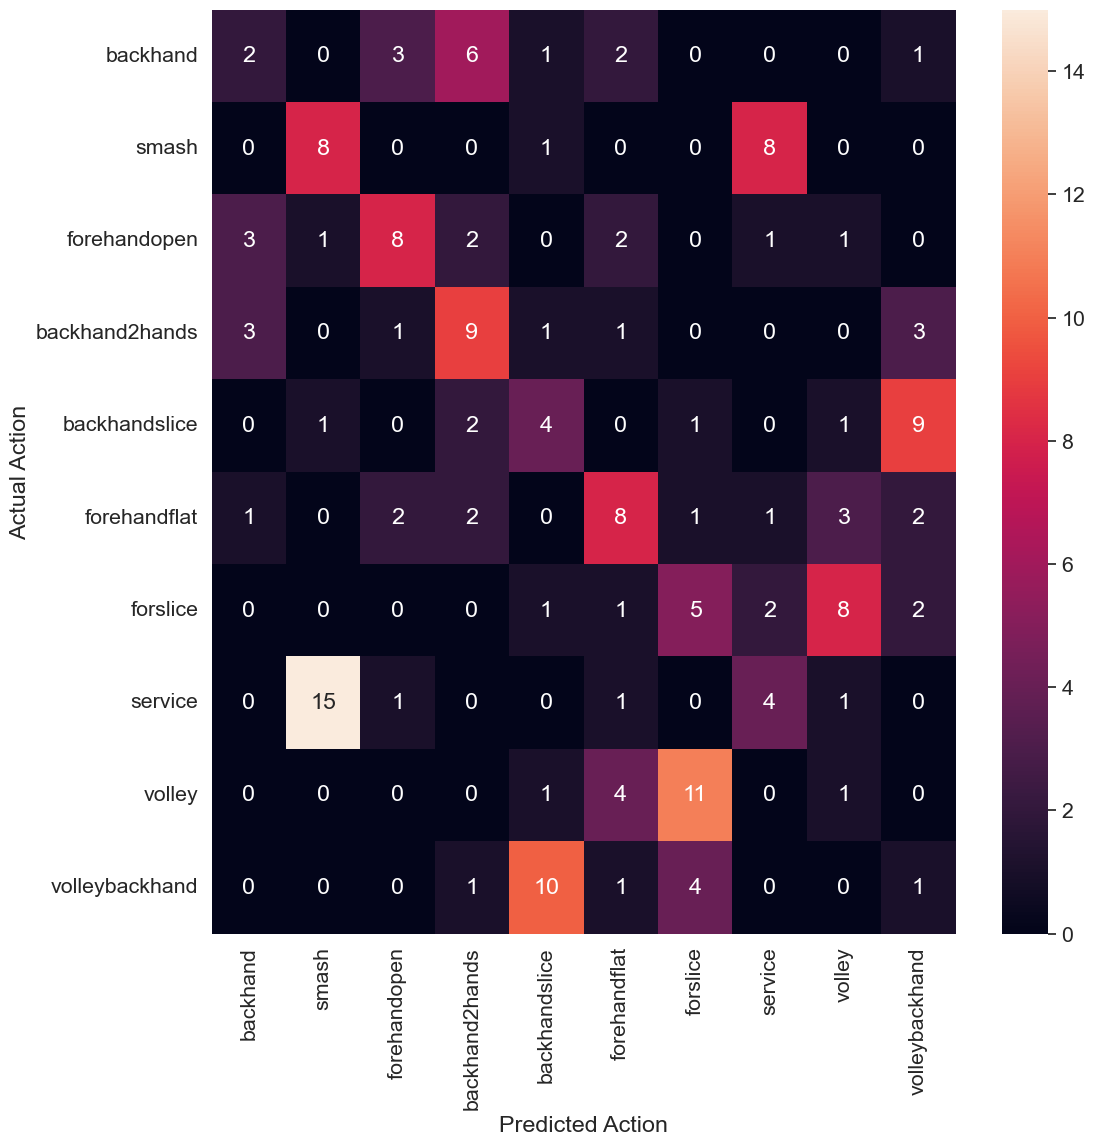 backhand 2 0 3 6 1 2 0 0 0 1
smash 0 8 0 0 1 0 0 8 0 0
forehandopen 3 1 8 2 0 2 0 1 1 0
backhand2hands 3 0 1 9 1 1 0 0 0 3
backhandslice 0 1 0 2 4 0 1 0 1 9
forehandflat 1 0 2 2 0 8 1 1 3 2
forslice 0 0 0 0 1 1 5 2 8 2
service 0 15 1 0 0 1 0 4 1 0
volley 0 0 0 0 1 4 11 0 1 0
volleybackhand 0 0 0 1 10 1 4 0 0 1
Actual Action
backhand
smash
forehandopen
backhand2hands
backhandslice
forehandflat
forslice
service
volley
volleybackhand
Predicted Action
14
12
10
8
6
4
2
0